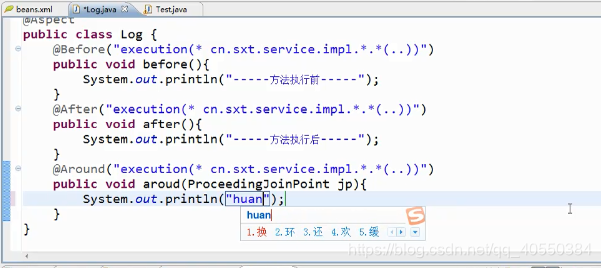 beans.xml *Log.java Test.java
@Aspect
public class Log {
@Before("execution(* cn.sxt.service.impl.*.*(..))")
public void before(){
System.out.println("-----方法执行前-----");
}
@After("execution(* cn.sxt.service.impl.*.*(..))")
public void after(){
System.out.println("-----方法执行后-----");
}
@Around("execution(* cn.sxt.service.impl.*.*(..))")
public void aroud(ProceedingJoinPoint jp){
System.out.println("huan");
}
}
huan
1.换 2.环 3.还 4.欢 5.缓
https://blog.csdn.net/qq_40550384